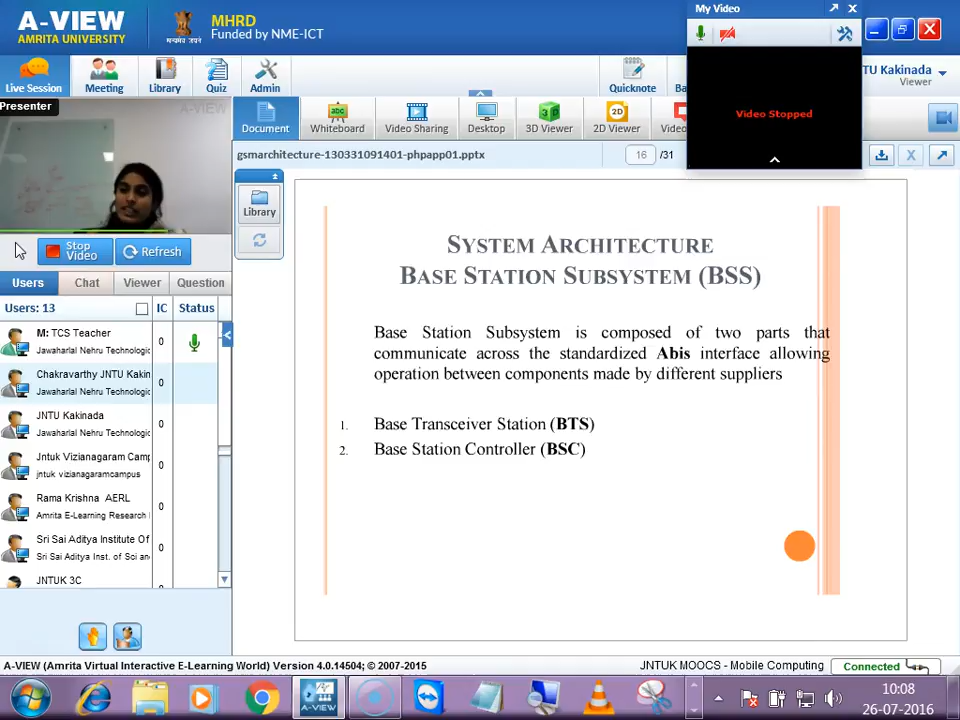 A-VIEW
AMRITA UNIVERSITY
MHRD
Funded by NME-ICT
My Video
Video Stopped
TU Kakinada
Viewer
Live Session
Meeting
Library
Quiz
Admin
Quicknote
Ba
Presenter
A-VIEW
Document
Whiteboard
Video Sharing
Desktop
3D Viewer
2D Viewer
Video
gsmarchitecture-130331091401-phpapp01.pptx
16 /31
Library
Stop Video
Refresh
Users
Chat
Viewer
Question
Users: 13
IC
Status
M: TCS Teacher
Jawaharlal Nehru Technologic
0
Chakravarthy JNTU Kakin
Jawaharlal Nehru Technologic
0
JNTU Kakinada
Jawaharlal Nehru Technologic
0
Jntuk Vizianagaram Camp
jntuk vizianagaramcampus
0
Rama Krishna AERL
Amrita E-Learning Research
0
Sri Sai Aditya Institute Of
Sri Sai Aditya Inst. of Sci an
0
JNTUK 3C
SYSTEM ARCHITECTURE
BASE STATION SUBSYSTEM (BSS)
Base Station Subsystem is composed of two parts that
communicate across the standardized Abis interface allowing
operation between components made by different suppliers
1. Base Transceiver Station (BTS)
2. Base Station Controller (BSC)
A-VIEW (Amrita Virtual Interactive E-Learning World) Version 4.0.14504; © 2007-2015
JNTUK MOOCS - Mobile Computing
Connected
A-VIEW
10:08
26-07-2016